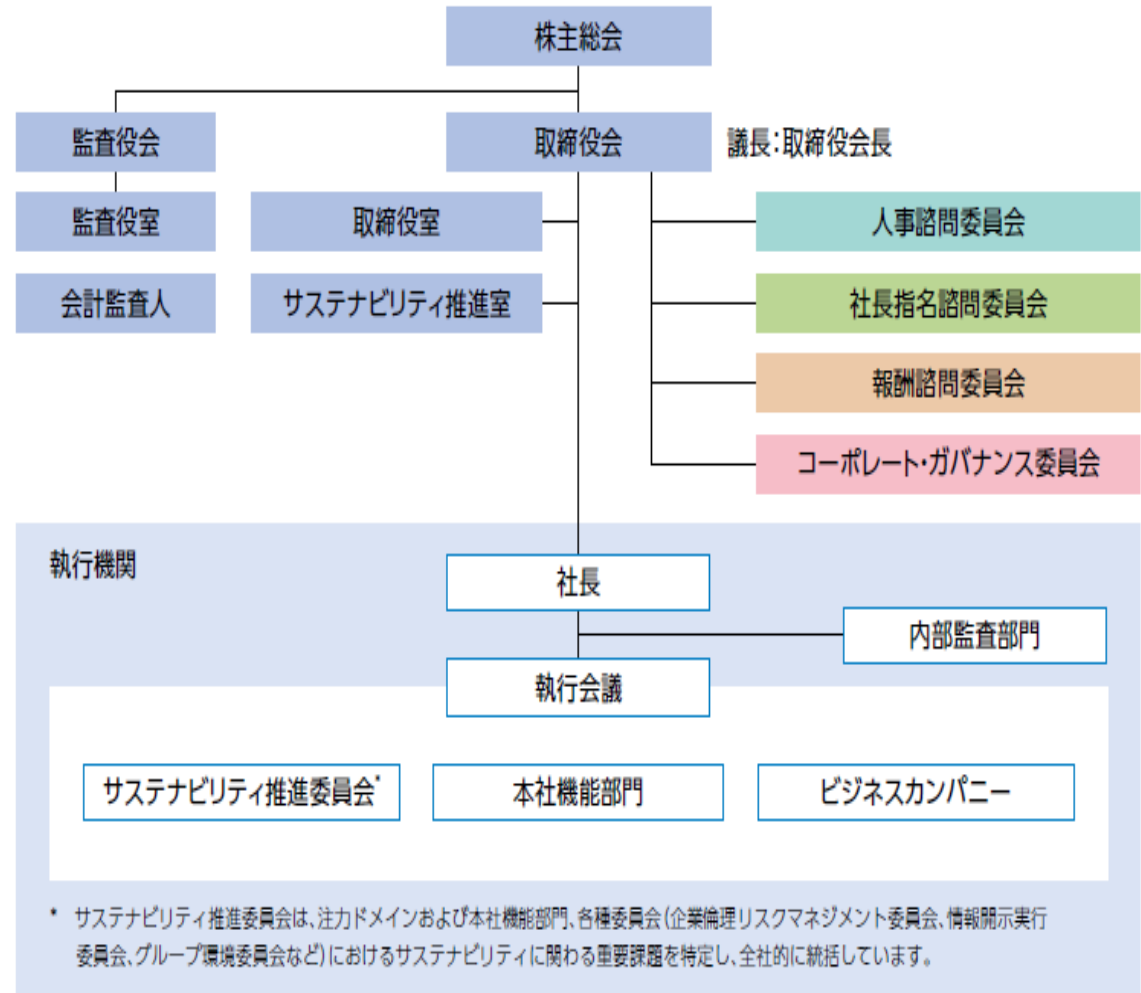 株主総会
監査役会
取締役会
議長：取締役会長
監査役室
取締役室
人事諮問委員会
会計監査人
サステナビリティ推進室
社長指名諮問委員会
報酬諮問委員会
コーポレート・ガバナンス委員会
執行機関
社長
内部監査部門
執行会議
サステナビリティ推進委員会*
本社機能部門
ビジネスカンパニー
* サステナビリティ推進委員会は、注力ドメインおよび本社機能部門、各種委員会（企業倫理リスクマネジメント委員会、情報開示実行
委員会、グループ環境委員会など）におけるサステナビリティに関わる重要課題を特定し、全社的に統括しています。